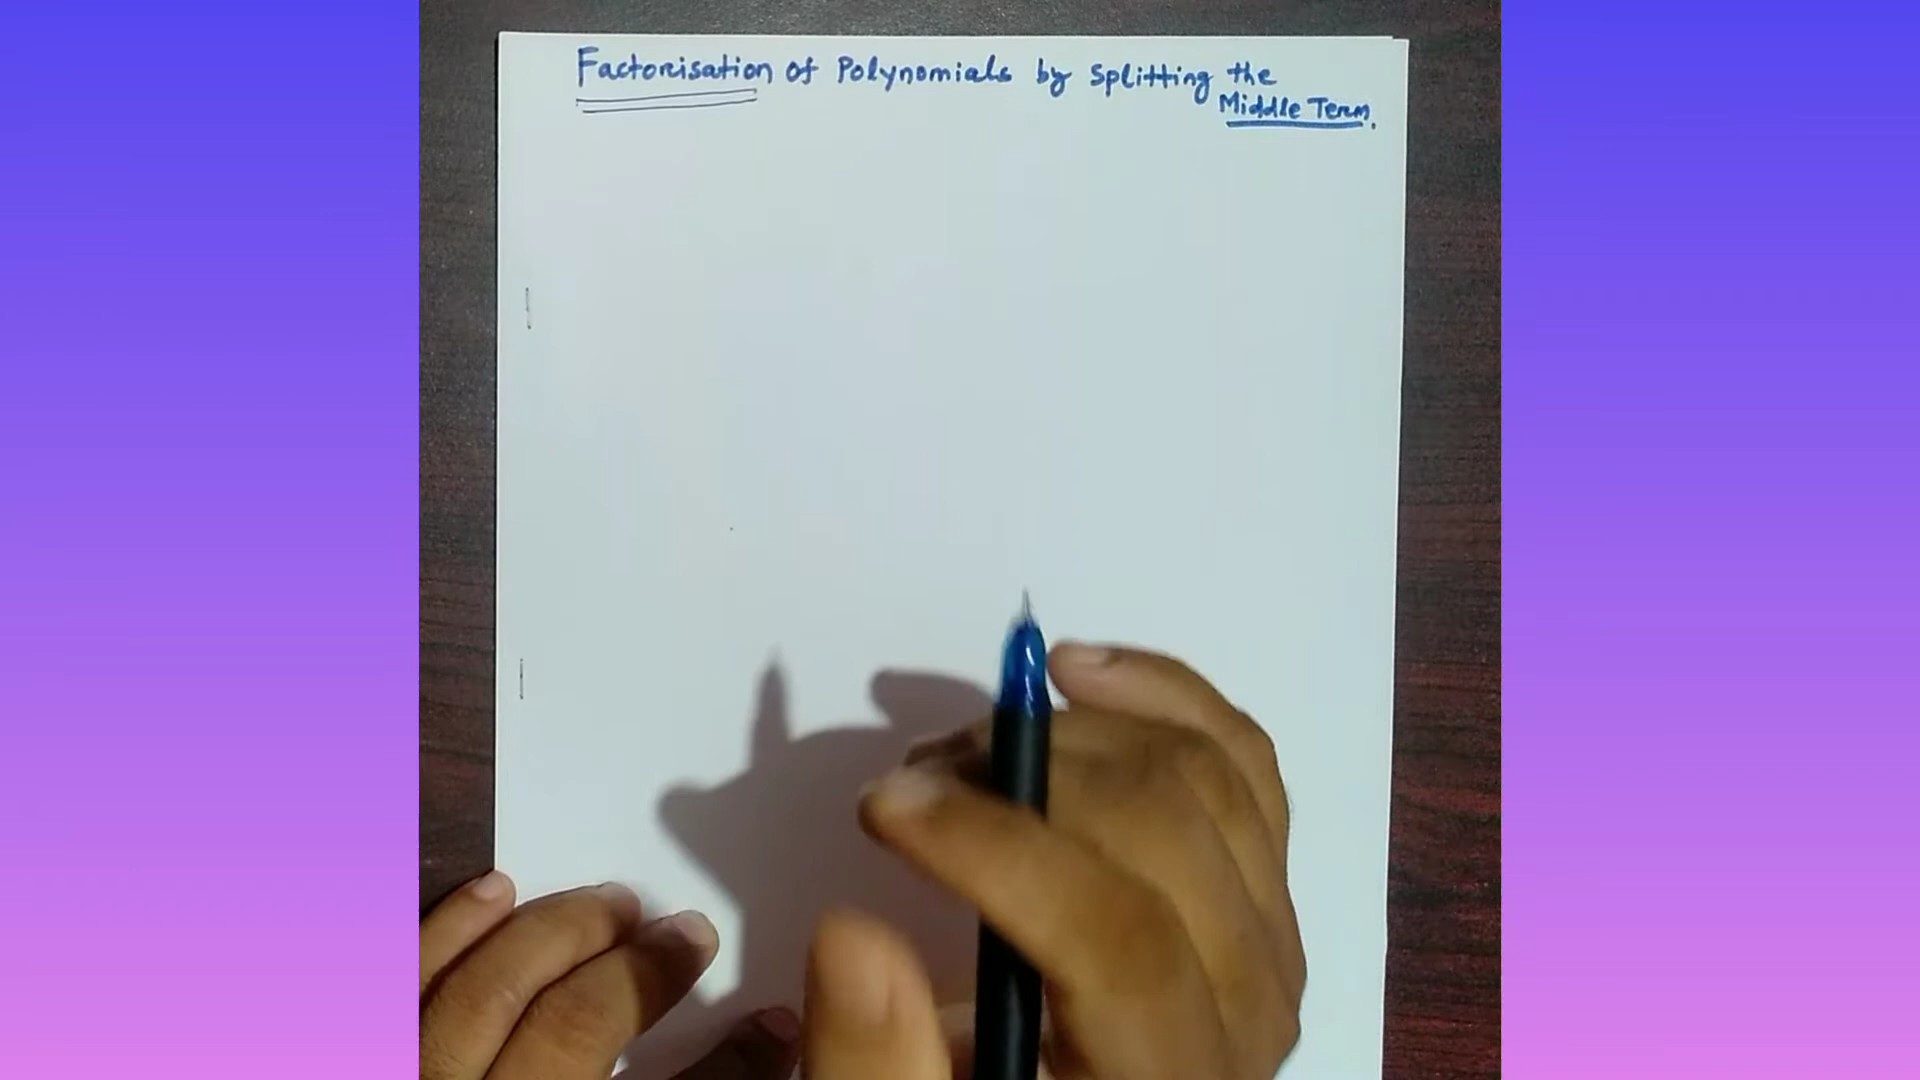 Factorisation of Polynomials by splitting the
Middle Term.